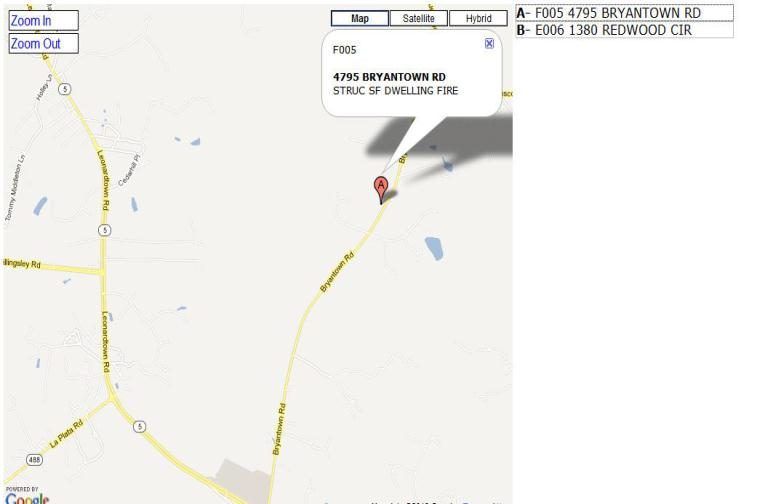 Zoom In
Zoom Out
Map
Satellite
Hybrid
A- F005 4795 BRYANTOWN RD
B- E006 1380 REDWOOD CIR
F005
4795 BRYANTOWN RD
STRUC SF DWELLING FIRE
Holley Ln
5
Tommy Middleton Ln
Leonardtown Rd
Cedarhill Pl
A
5
illingsley Rd
Bryantown Rd
Leonardtown Rd
Bryantown Rd
La Plata Rd
5
488
POWERED BY
Google